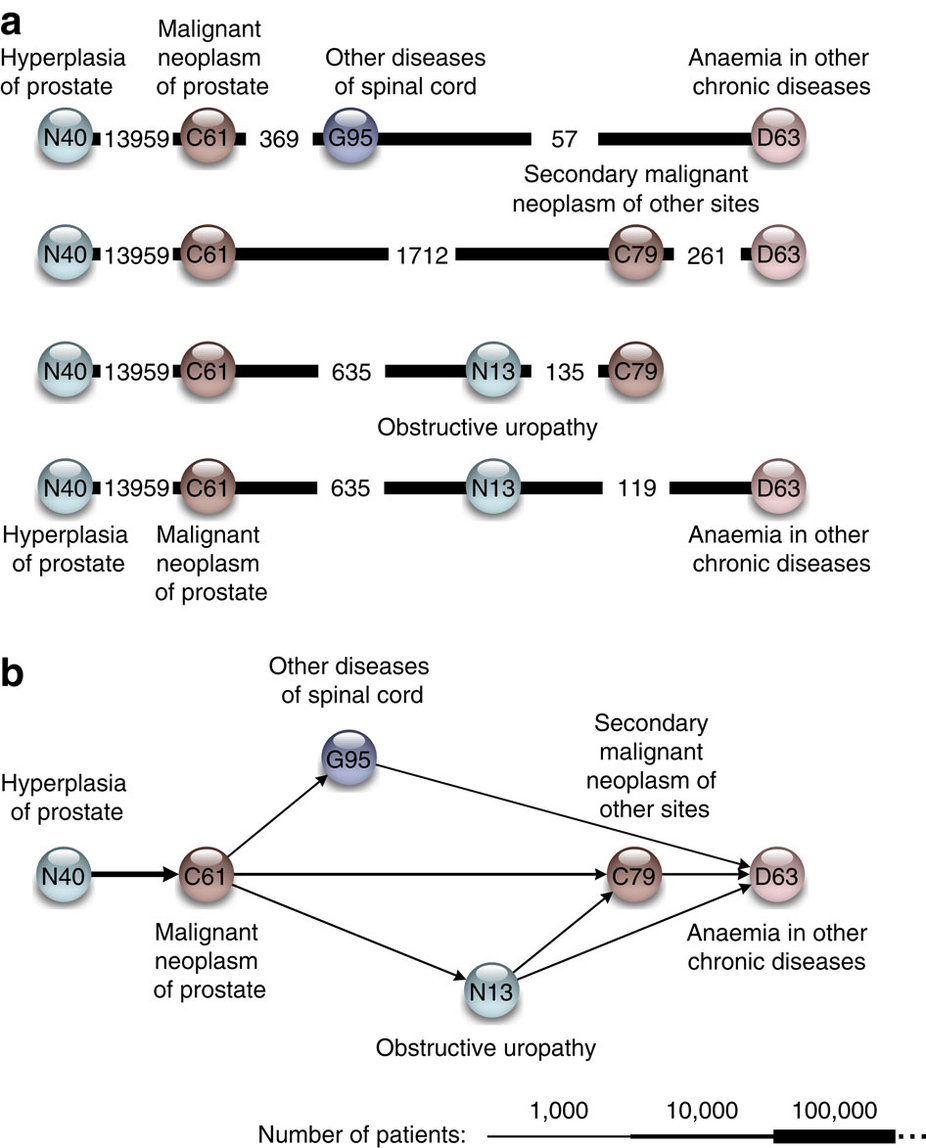 a
Malignant
Hyperplasia neoplasm Other diseases Anaemia in other
of prostate of prostate of spinal cord chronic diseases
N40 13959 C61 369 G95 57 D63
Secondary malignant
neoplasm of other sites
N40 13959 C61 1712 C79 261 D63
N40 13959 C61 635 N13 135 C79
Obstructive uropathy
N40 13959 C61 635 N13 119 D63
Hyperplasia Malignant Anaemia in other
of prostate neoplasm chronic diseases
of prostate
b
Other diseases
of spinal cord
Secondary
malignant
neoplasm of
other sites
G95
Hyperplasia
of prostate
N40 C61 C79 D63
Malignant Anaemia in other
neoplasm chronic diseases
of prostate
N13
Obstructive uropathy
1,000 10,000 100,000
Number of patients: